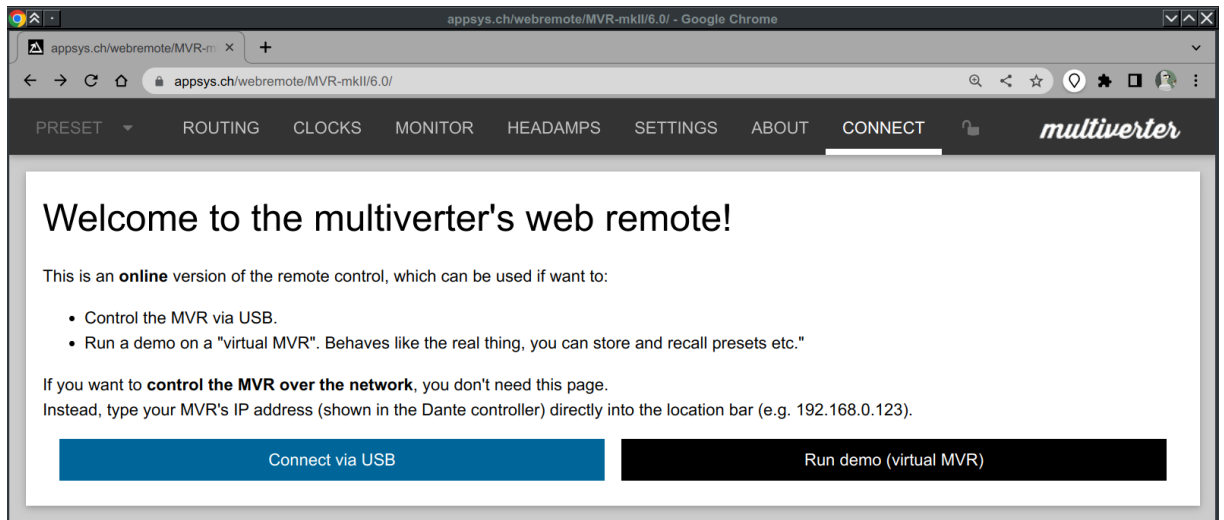 appsys.ch/webremote/MVR-mkII/6.0/ - Google Chrome
appsys.ch/webremote/MVR-m
appsys.ch/webremote/MVR-mkII/6.0/
PRESET ROUTING CLOCKS MONITOR HEADAMPS SETTINGS ABOUT CONNECT multiverter
Welcome to the multiverter's web remote!
This is an online version of the remote control, which can be used if want to:
• Control the MVR via USB.
• Run a demo on a "virtual MVR". Behaves like the real thing, you can store and recall presets etc."
If you want to control the MVR over the network, you don't need this page.
Instead, type your MVR's IP address (shown in the Dante controller) directly into the location bar (e.g. 192.168.0.123).
Connect via USB Run demo (virtual MVR)